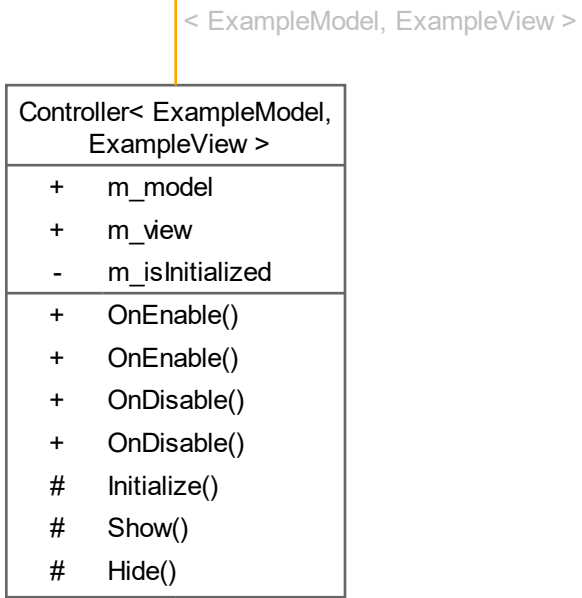 < ExampleModel, ExampleView >
Controller< ExampleModel,
ExampleView >
+ m_model
+ m_view
- m_isInitialized
+ OnEnable()
+ OnEnable()
+ OnDisable()
+ OnDisable()
# Initialize()
# Show()
# Hide()